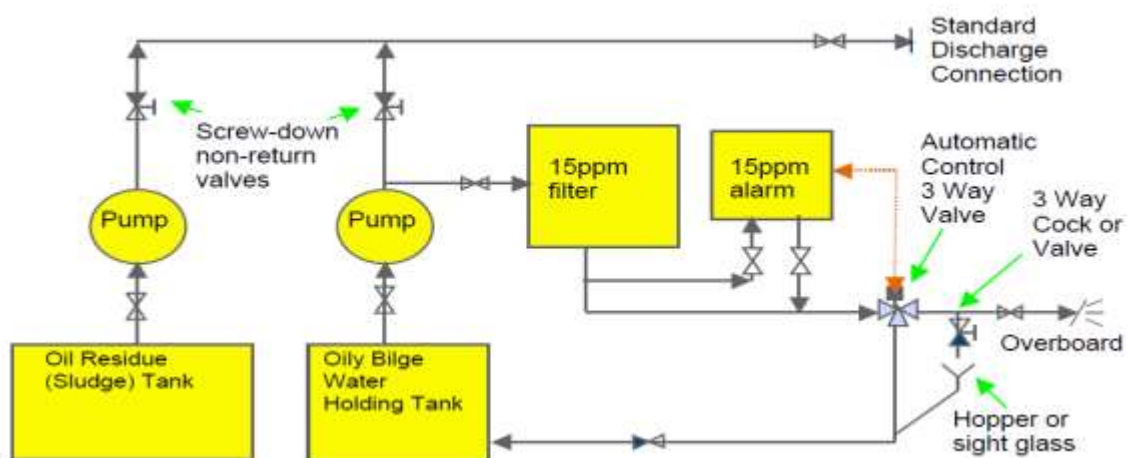 Standard
Discharge
Connection
Screw-down
non-return
valves
15ppm
filter
15ppm
alarm
Automatic
Control
3 Way
Valve
3 Way
Cock or
Valve
Pump
Pump
Overboard
Oil Residue
(Sludge) Tank
Oily Bilge
Water
Holding Tank
Hopper or
sight glass